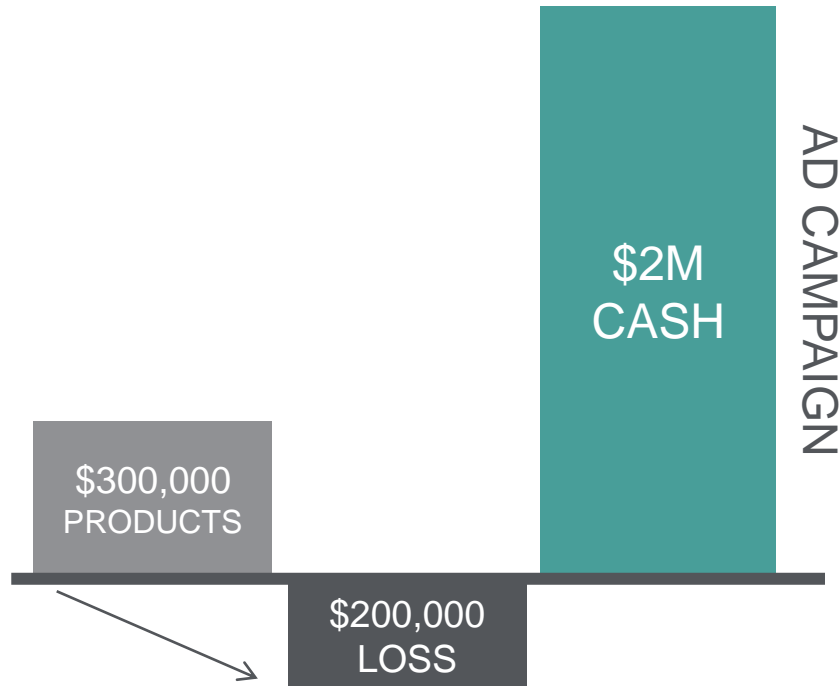 $300,000
PRODUCTS
$200,000
LOSS
$2M
CASH
AD CAMPAIGN